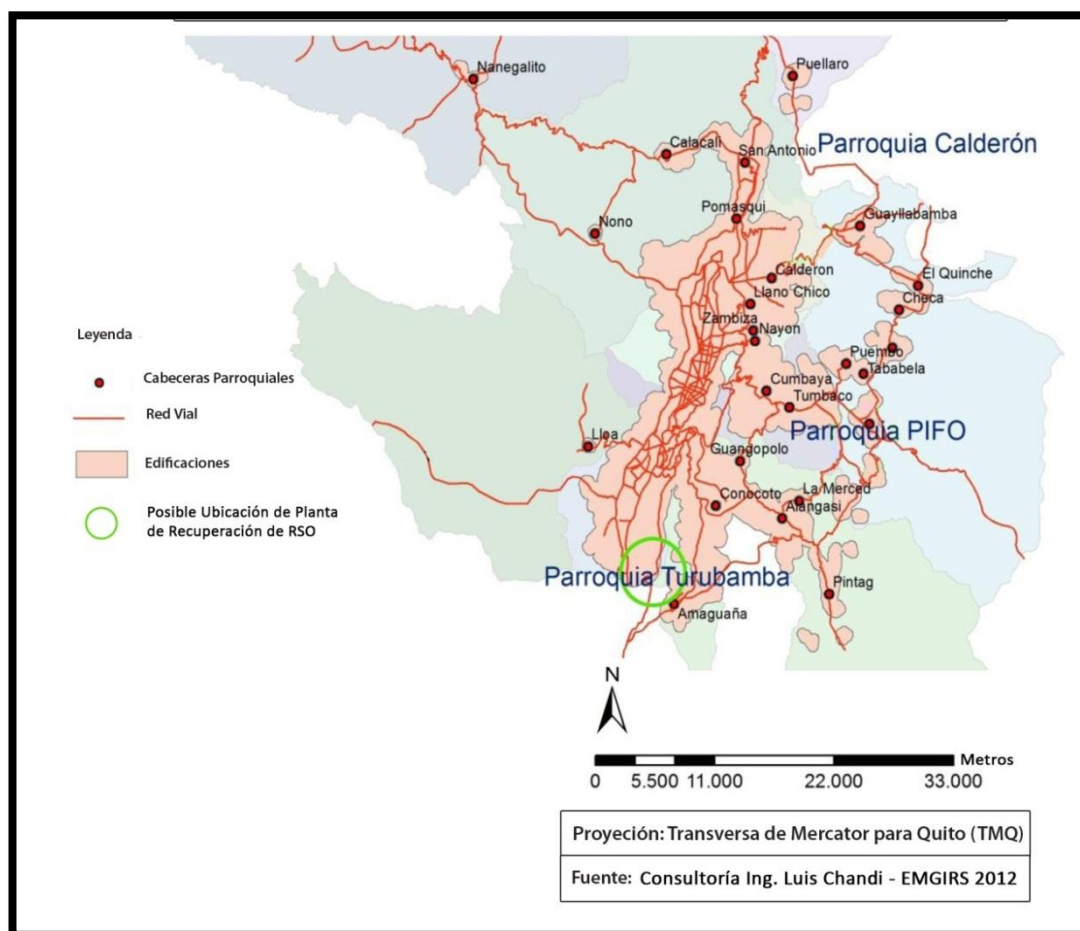 Nanegalito
Puellaro
Parroquia Calderón
Calacali
San Antonio
Pomasqui
Nono
Guayllabamba
Calderon
El Quinche
Llano Chico
Checa
Zambiza
Nayon
Puembo
Tababela
Cumbaya
Tumbaco
Parroquia PIFO
Lloa
Guangopolo
Conocoto
La Merced
Alangasi
Parroquia Turubamba
Pintag
Amaguaña
Leyenda
Cabeceras Parroquiales
Red Vial
Edificaciones
Posible Ubicación de Planta
de Recuperación de RSO
N
Metros
0 5.500 11.000 22.000 33.000
Proyeción: Transversa de Mercator para Quito (TMQ)
Fuente: Consultoría Ing. Luis Chandi - EMGIRS 2012